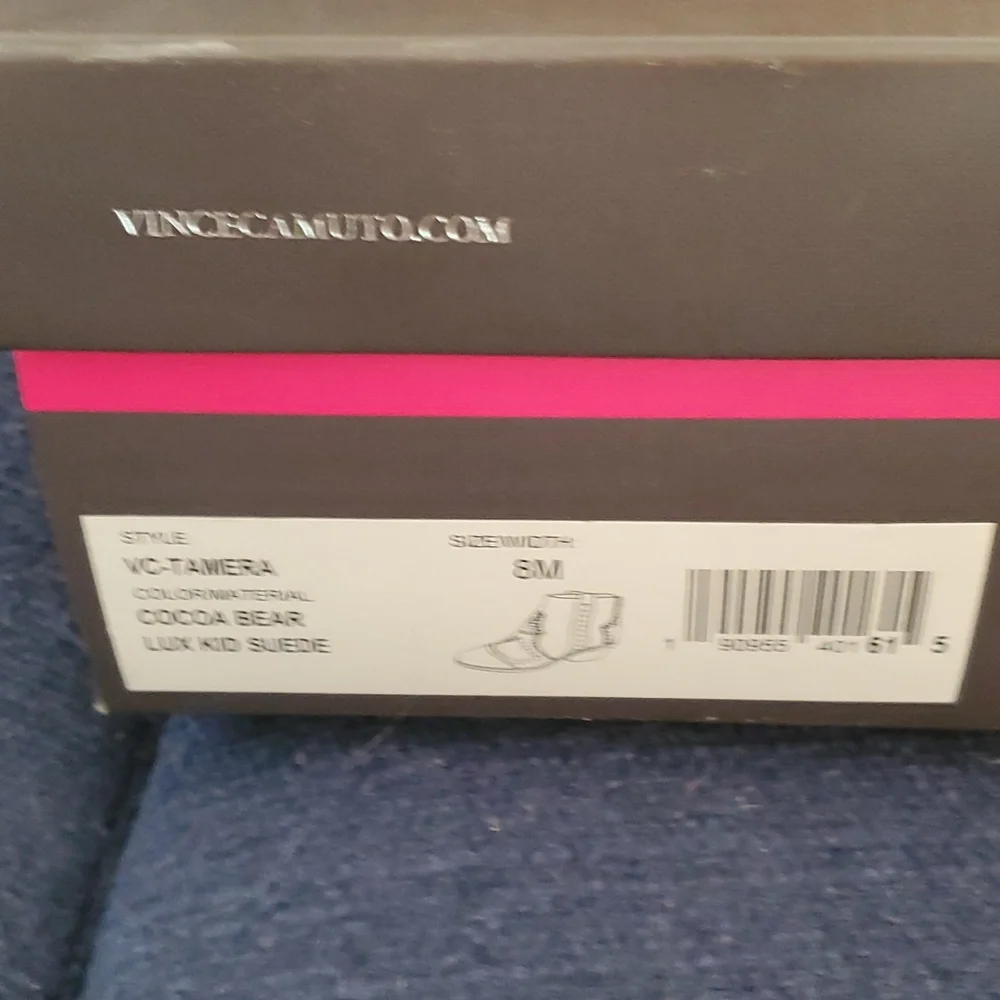 VINCECAMUTO.COM
STYLE
VC-TAMERA
COLOR/MATERIAL
COCOA BEAR
LUX KID SUEDE
SIZE/WIDTH
8M
1 90955 40161 5